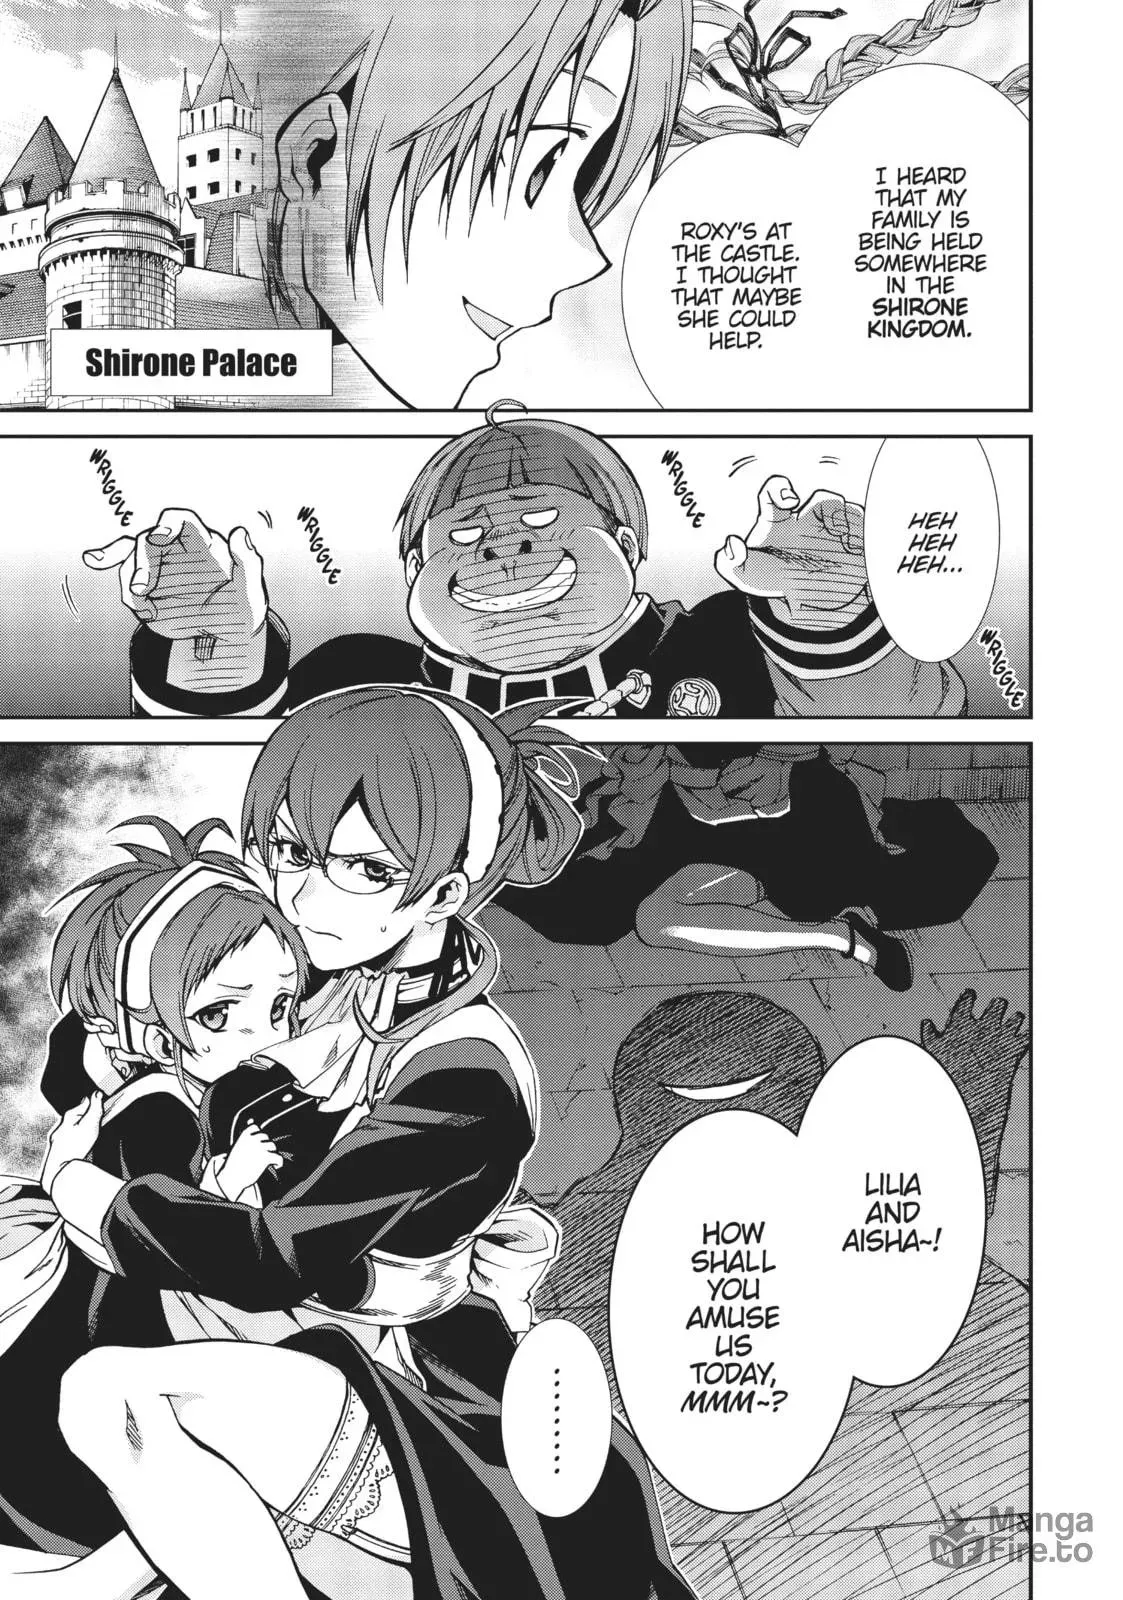 I HEARD
THAT MY
FAMILY IS
BEING HELD
SOMEWHERE
IN THE
SHIRONE
KINGDOM.
ROXY'S AT
THE CASTLE.
I THOUGHT
THAT MAYBE
SHE COULD
HELP.
Shirone Palace
HEH
HEH
HEH...
WRIGGLE
WRIGGLE
WRIGGLE
WRIGGLE
LILIA
AND
AISHA~!
HOW
SHALL
YOU
AMUSE
US
TODAY,
MMM~?
.........
Manga
Fire.to
MF